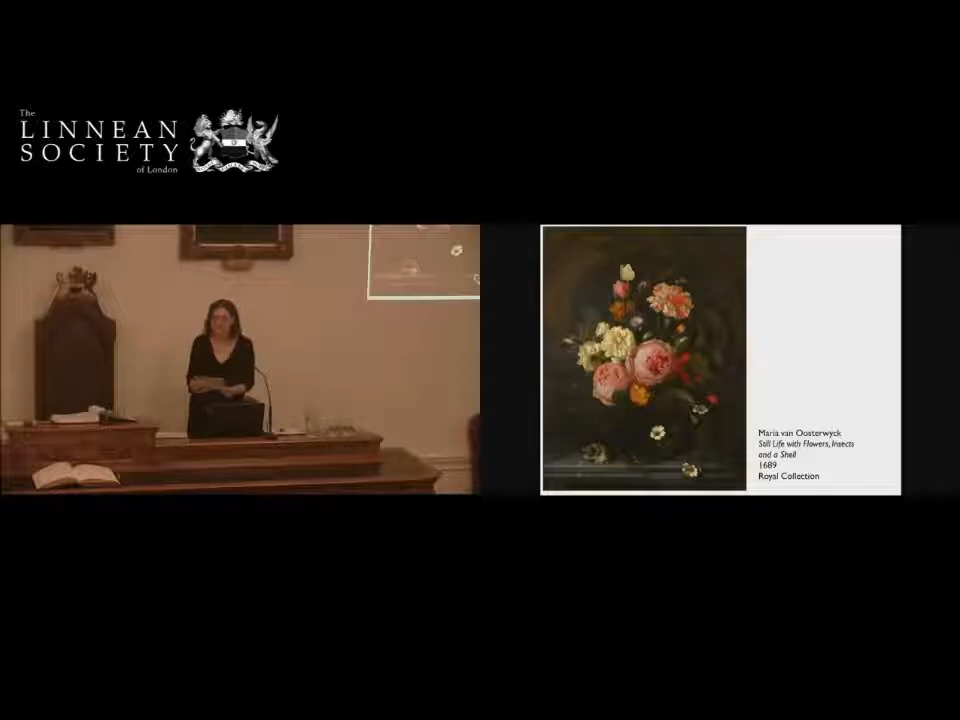 The
LINNEAN
SOCIETY
of London
Maria van Oosterwyck
Still Life with Flowers, Insects
and a Shell
1689
Royal Collection